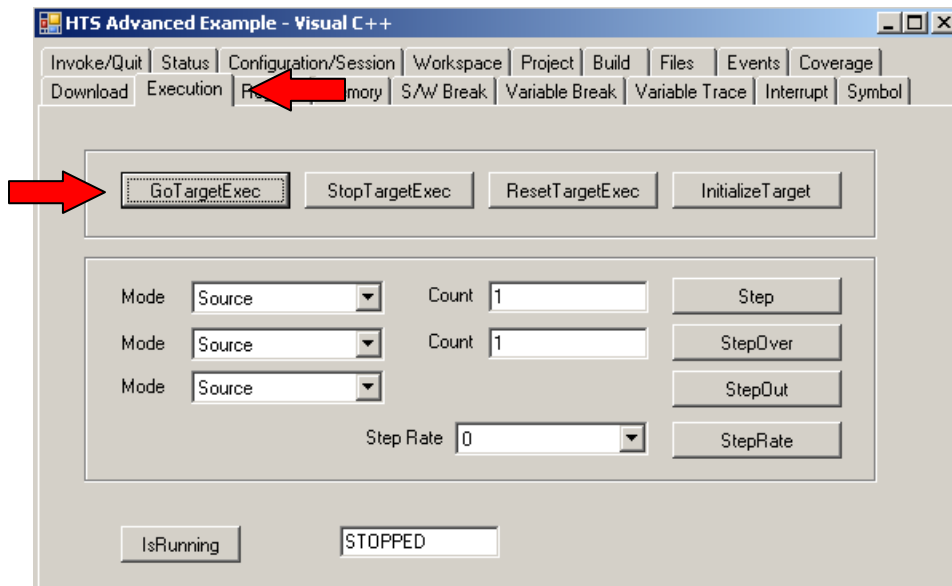 HTS Advanced Example - Visual C++
Invoke/Quit Status Configuration/Session Workspace Project Build Files Events Coverage
Download Execution S/W Break Variable Break Variable Trace Interrupt Symbol
GoTargetExec StopTargetExec ResetTargetExec InitializeTarget
Mode Source Count 1 Step
Mode Source Count 1 StepOver
Mode Source StepOut
Step Rate 0 StepRate
IsRunning STOPPED